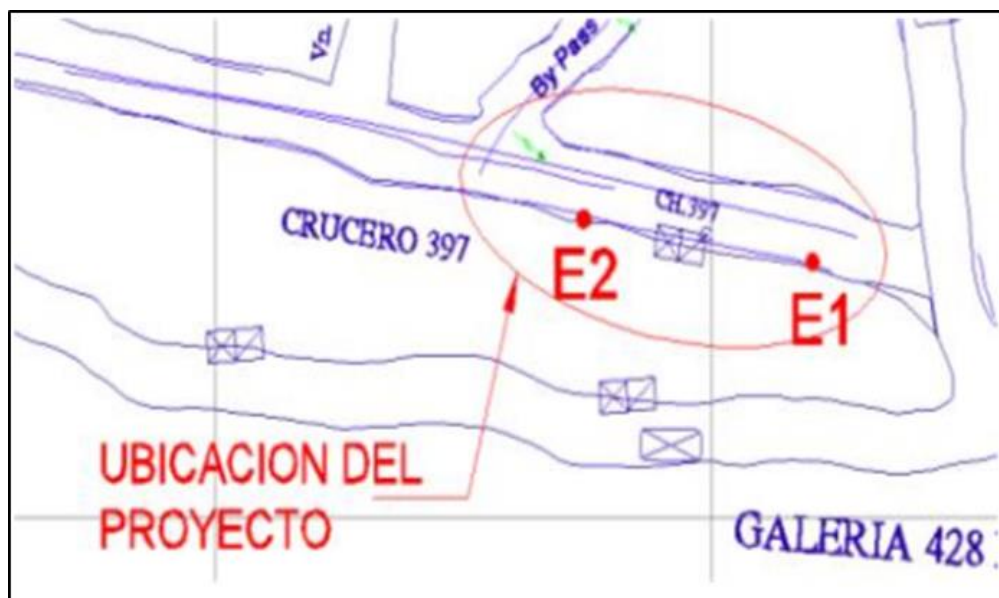 Vn.
By Pass
CH.397
CRUCERO 397
E2
E1
UBICACION DEL
PROYECTO
GALERIA 428